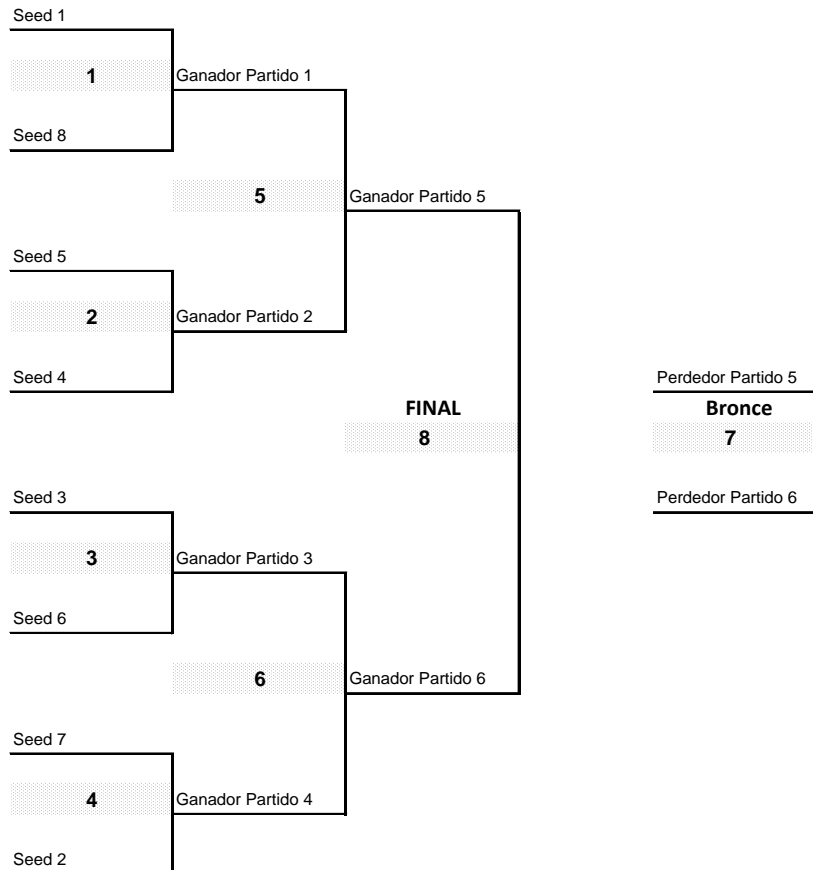 Seed 1
1
Ganador Partido 1
Seed 8
5
Ganador Partido 5
Seed 5
2
Ganador Partido 2
Seed 4
Perdedor Partido 5
FINAL
Bronce
8
7
Seed 3
Perdedor Partido 6
3
Ganador Partido 3
Seed 6
6
Ganador Partido 6
Seed 7
4
Ganador Partido 4
Seed 2